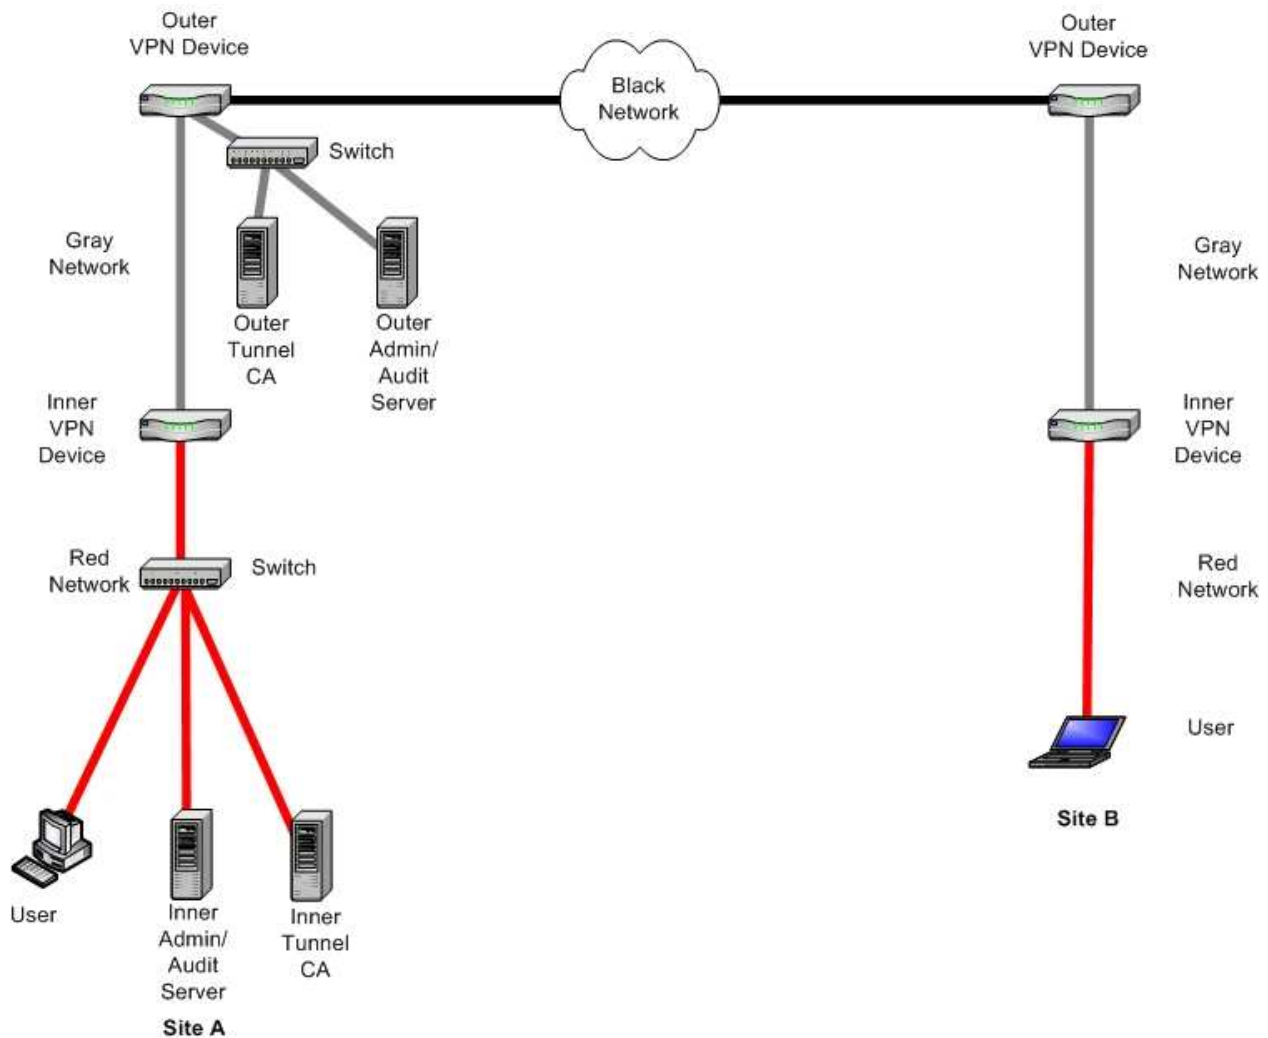 Outer
VPN Device
Outer
VPN Device
Black
Network
Switch
Gray
Network
Gray
Network
Outer
Tunnel
CA
Outer
Admin/
Audit
Server
Inner
VPN
Device
Inner
VPN
Device
Red
Network
Switch
Red
Network
User
Site B
User
Inner
Admin/
Audit
Server
Inner
Tunnel
CA
Site A